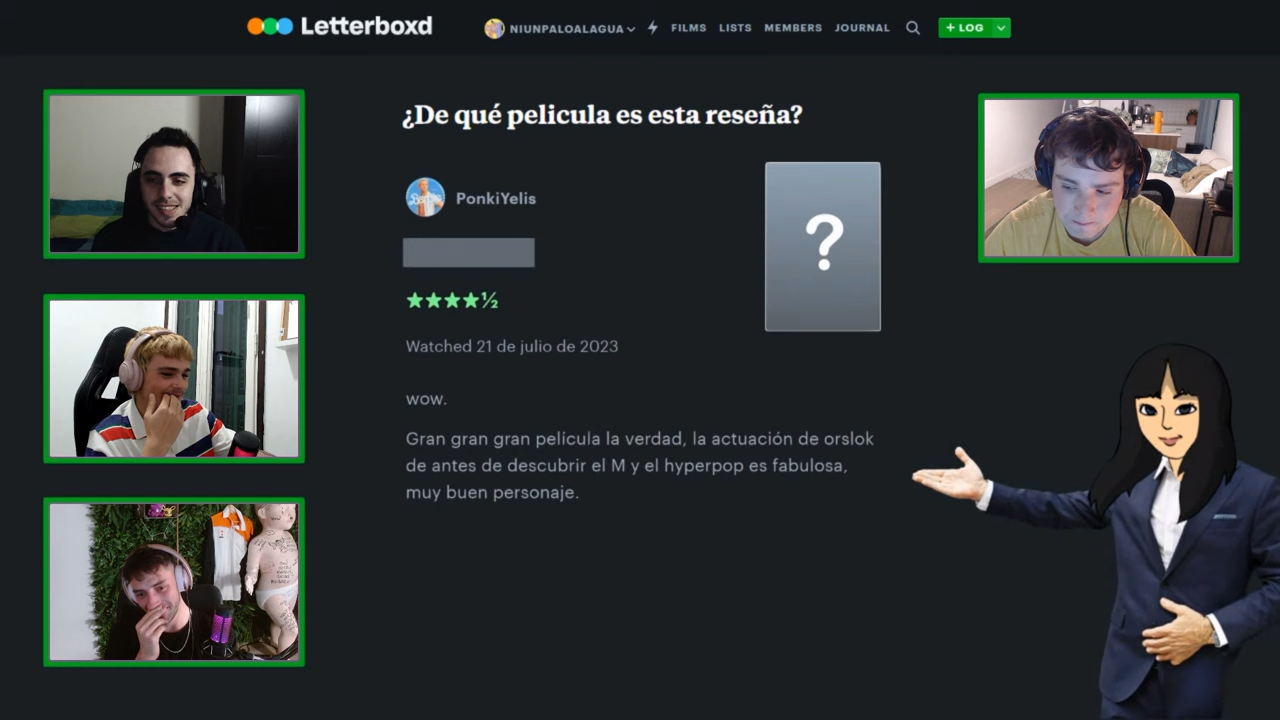 Letterboxd
NIUNPALOALAGUA
FILMS
LISTS
MEMBERS
JOURNAL
+ LOG
¿De qué pelicula es esta reseña?
PonkiYelis
?
★★★★½
Watched 21 de julio de 2023
wow.
Gran gran gran película la verdad, la actuación de orslok
de antes de descubrir el M y el hyperpop es fabulosa,
muy buen personaje.